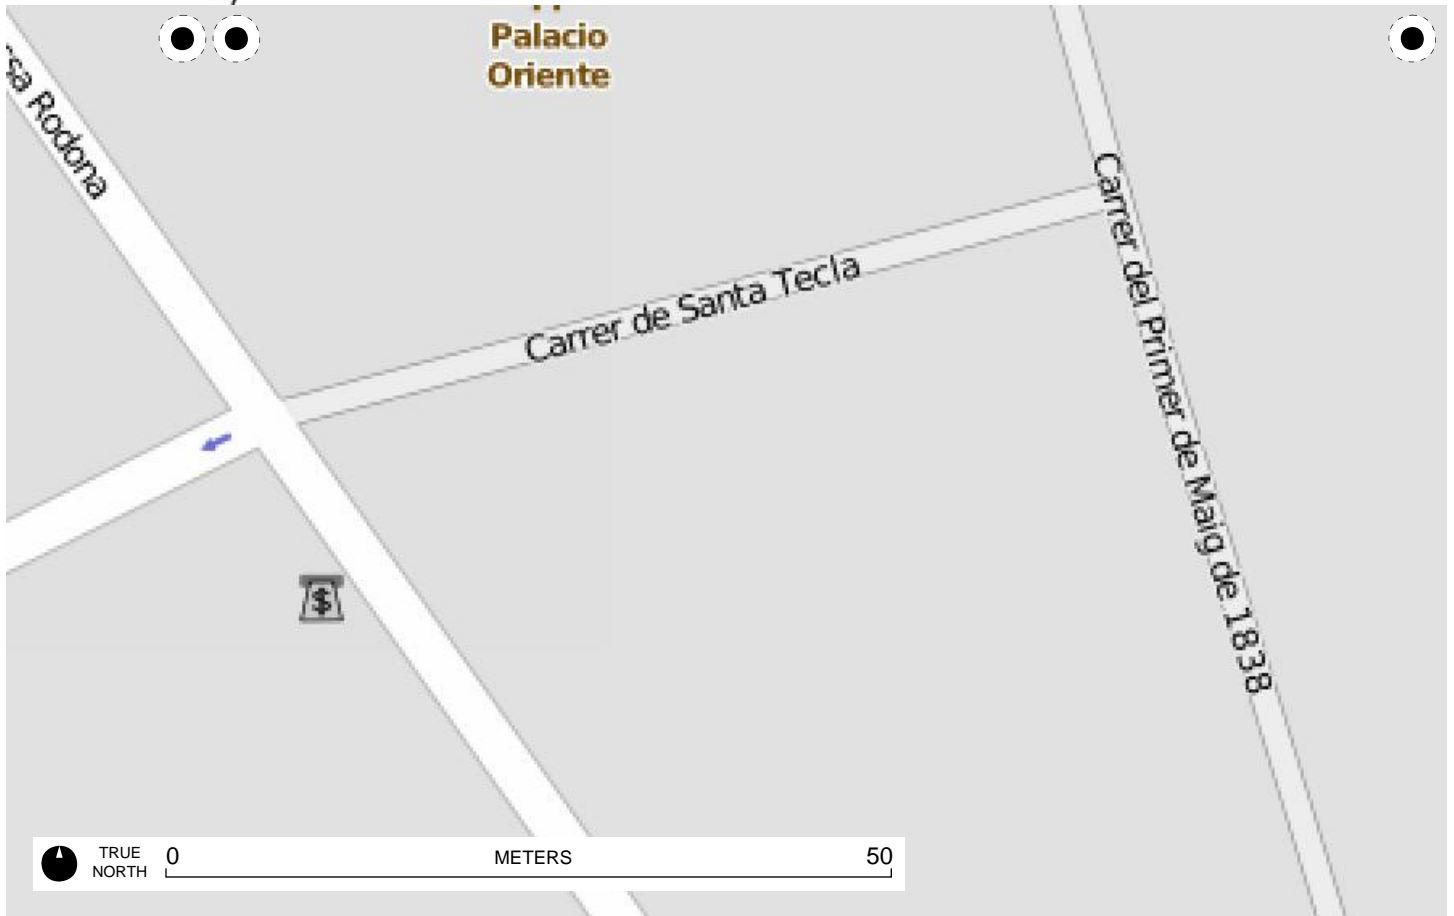 Palacio
Oriente
Rodona
Carrer de Santa Tecla
Carrer del Primer de Maig de 1838
TRUE
NORTH
0 METERS 50